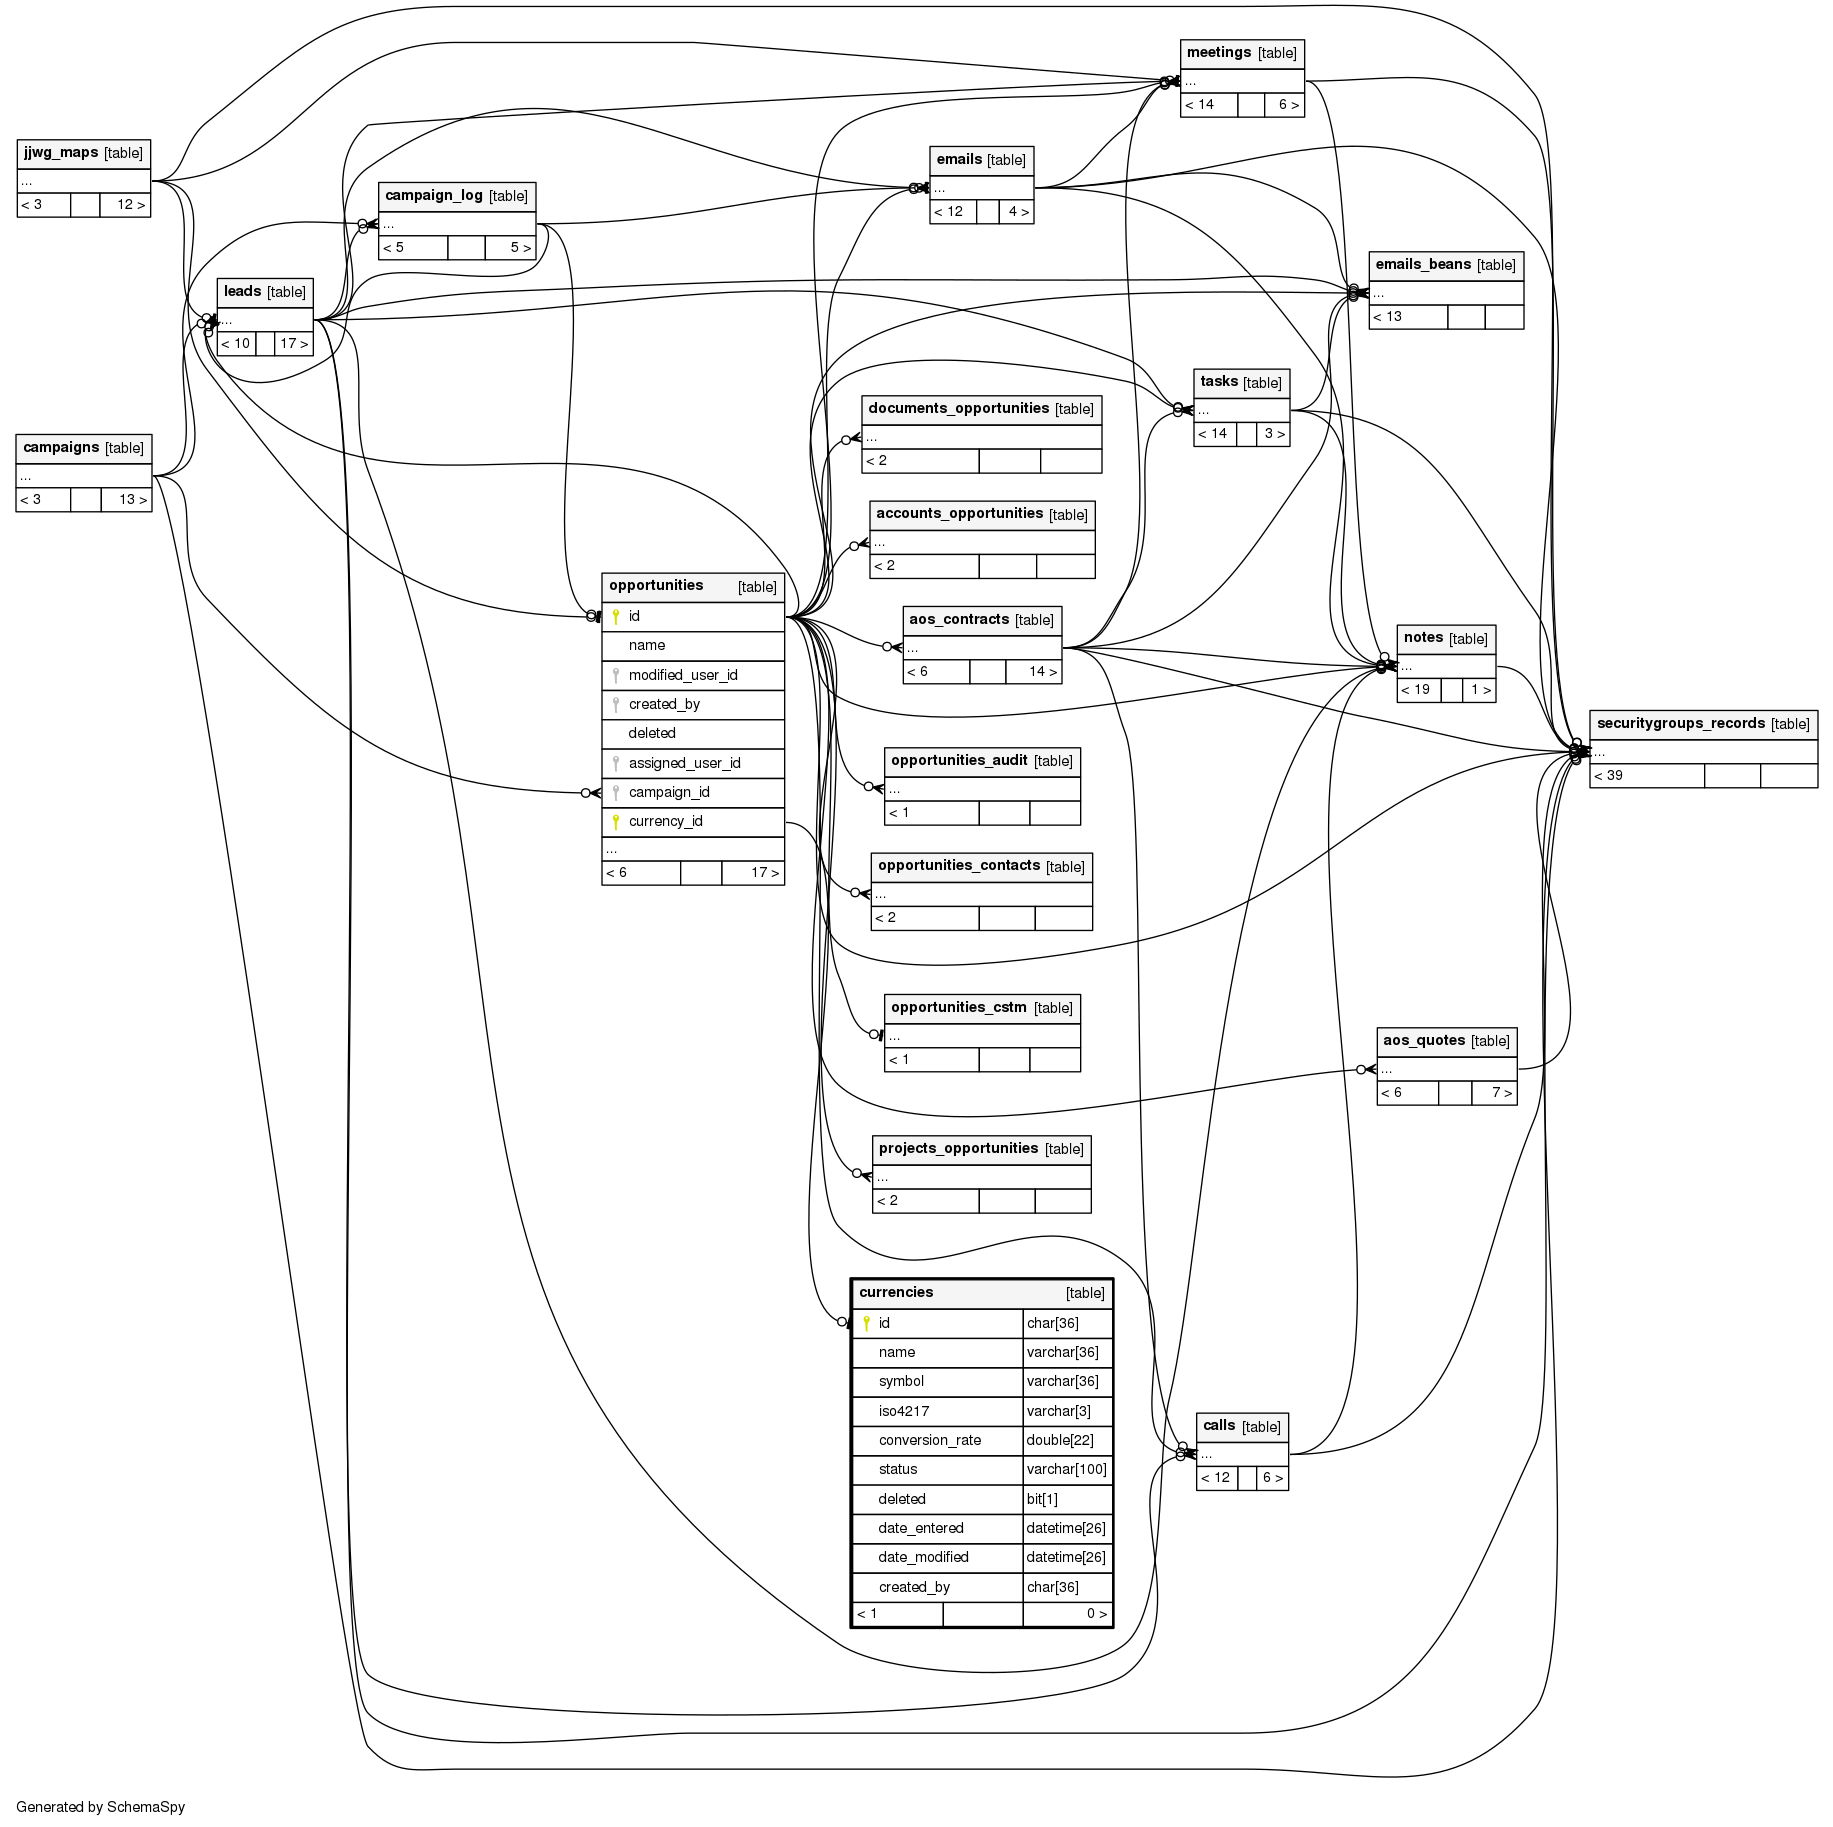 meetings [table]
...
< 14 6 >
jjwg_maps [table]
...
< 3 12 >
emails [table]
...
< 12 4 >
campaign_log [table]
...
< 5 5 >
emails_beans [table]
...
< 13
leads [table]
...
< 10 17 >
tasks [table]
...
< 14 3 >
documents_opportunities [table]
...
< 2
campaigns [table]
...
< 3 13 >
accounts_opportunities [table]
...
< 2
opportunities [table]
id
name
modified_user_id
created_by
deleted
assigned_user_id
campaign_id
currency_id
...
< 6 17 >
aos_contracts [table]
...
< 6 14 >
notes [table]
...
< 19 1 >
securitygroups_records [table]
...
< 39
opportunities_audit [table]
...
< 1
opportunities_contacts [table]
...
< 2
opportunities_cstm [table]
...
< 1
aos_quotes [table]
...
< 6 7 >
projects_opportunities [table]
...
< 2
currencies [table]
id char[36]
name varchar[36]
symbol varchar[36]
iso4217 varchar[3]
conversion_rate double[22]
status varchar[100]
deleted bit[1]
date_entered datetime[26]
date_modified datetime[26]
created_by char[36]
< 1 0 >
calls [table]
...
< 12 6 >
Generated by SchemaSpy